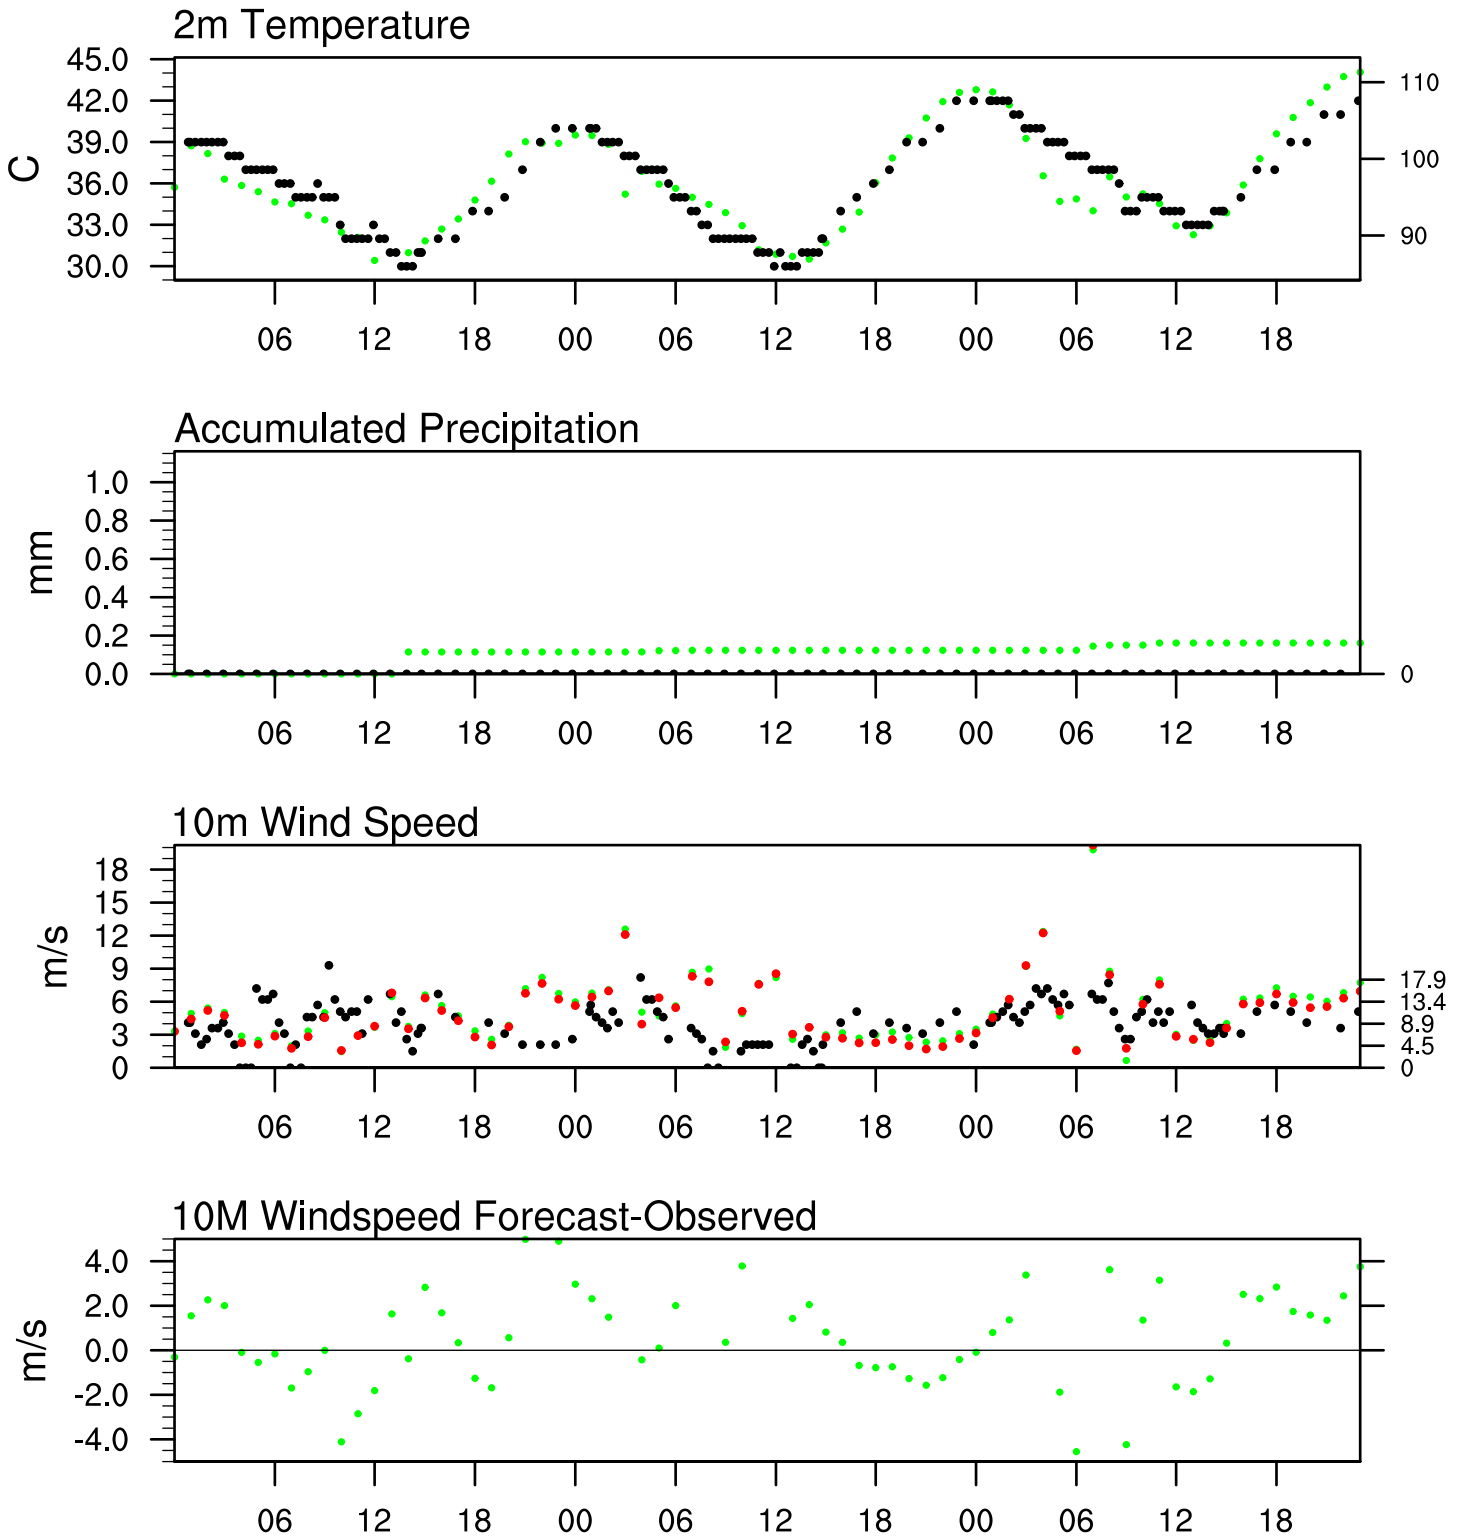 2m Temperature
45.0
42.0
39.0
36.0
33.0
30.0
C
110
100
90
06 12 18 00 06 12 18 00 06 12 18
Accumulated Precipitation
1.0
0.8
0.6
0.4
0.2
0.0
mm
0
06 12 18 00 06 12 18 00 06 12 18
10m Wind Speed
18
15
12
9
6
3
0
m/s
17.9
13.4
8.9
4.5
0
06 12 18 00 06 12 18 00 06 12 18
10M Windspeed Forecast-Observed
4.0
2.0
0.0
-2.0
-4.0
m/s
06 12 18 00 06 12 18 00 06 12 18